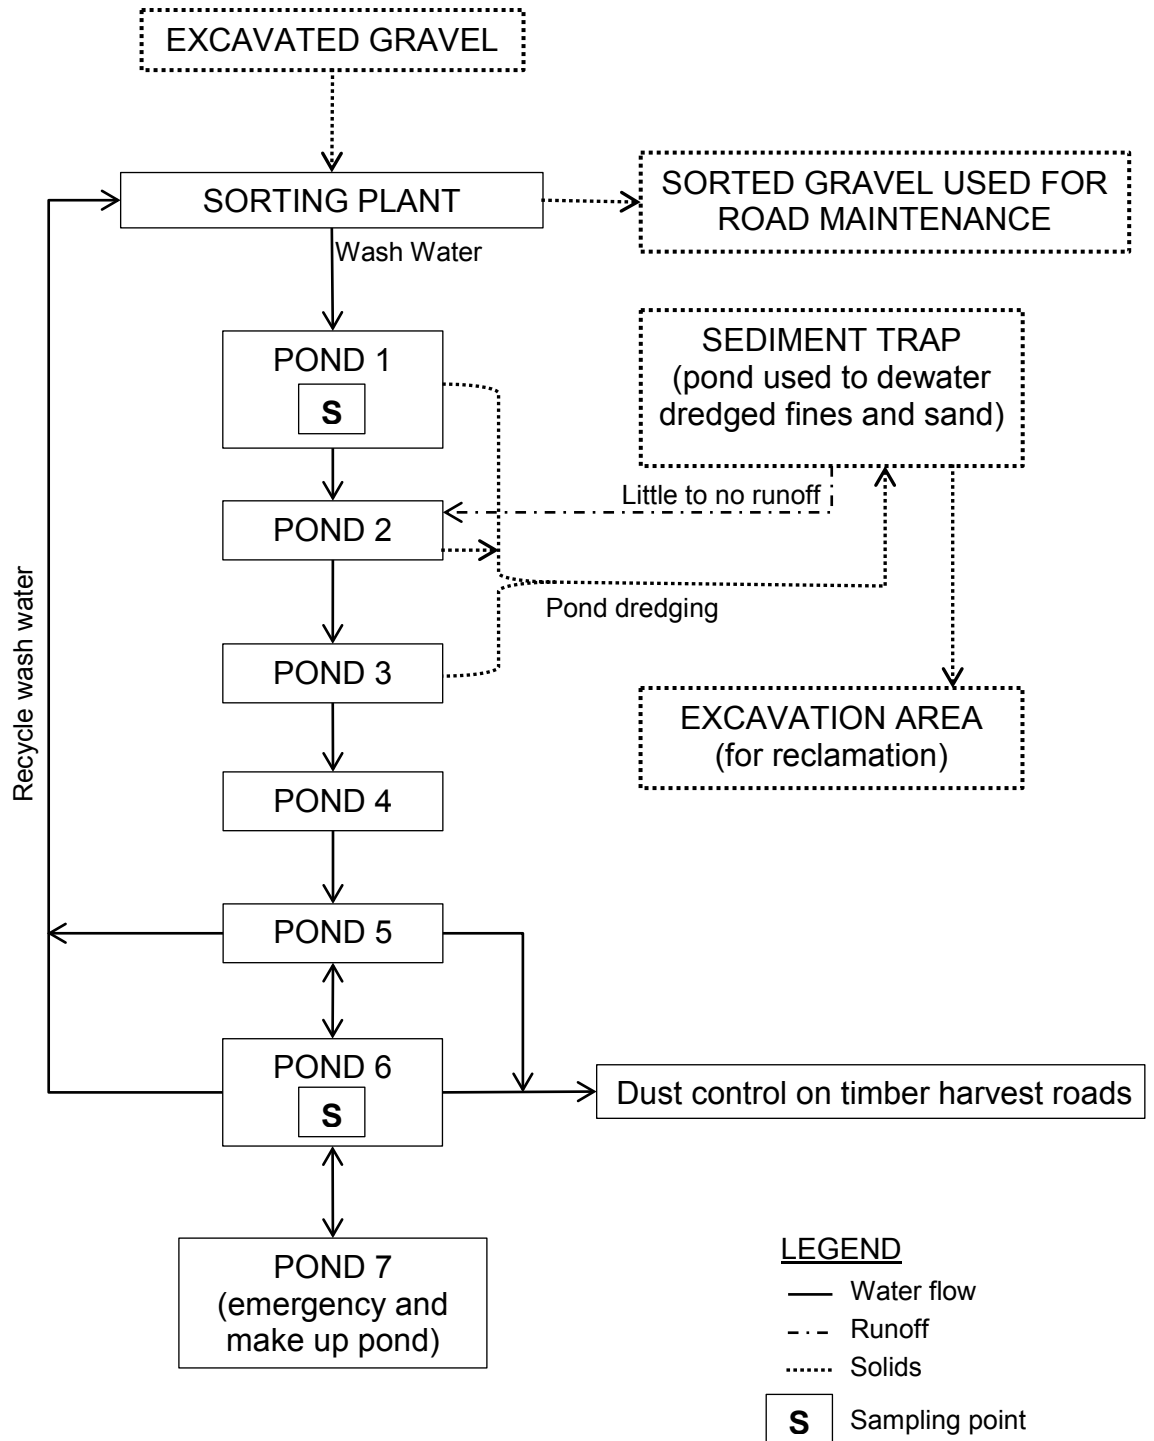 EXCAVATED GRAVEL
SORTING PLANT
SORTED GRAVEL USED FOR
ROAD MAINTENANCE
Wash Water
POND 1
S
SEDIMENT TRAP
(pond used to dewater
dredged fines and sand)
Little to no runoff
POND 2
Pond dredging
Recycle wash water
POND 3
EXCAVATION AREA
(for reclamation)
POND 4
POND 5
POND 6
S
Dust control on timber harvest roads
POND 7
(emergency and
make up pond)
LEGEND
Water flow
Runoff
Solids
S Sampling point